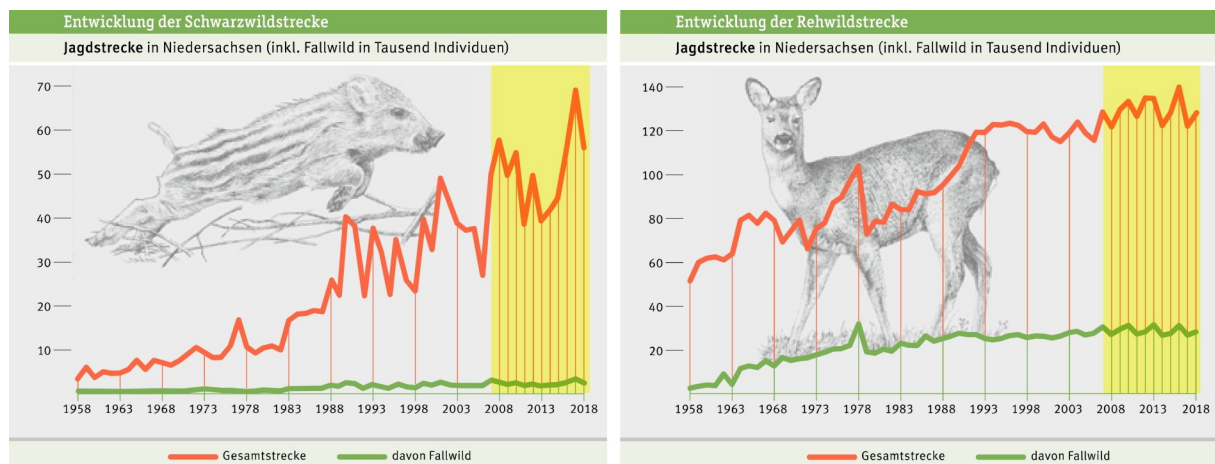 Entwicklung der Schwarzwildstrecke
Jagdstrecke in Niedersachsen (inkl. Fallwild in Tausend Individuen)
70
60
50
40
30
20
10
1958 1963 1968 1973 1978 1983 1988 1993 1998 2003 2008 2013 2018
Gesamtstrecke davon Fallwild
Entwicklung der Rehwildstrecke
Jagdstrecke in Niedersachsen (inkl. Fallwild in Tausend Individuen)
140
120
100
80
60
40
20
1958 1963 1968 1973 1978 1983 1988 1993 1998 2003 2008 2013 2018
Gesamtstrecke davon Fallwild